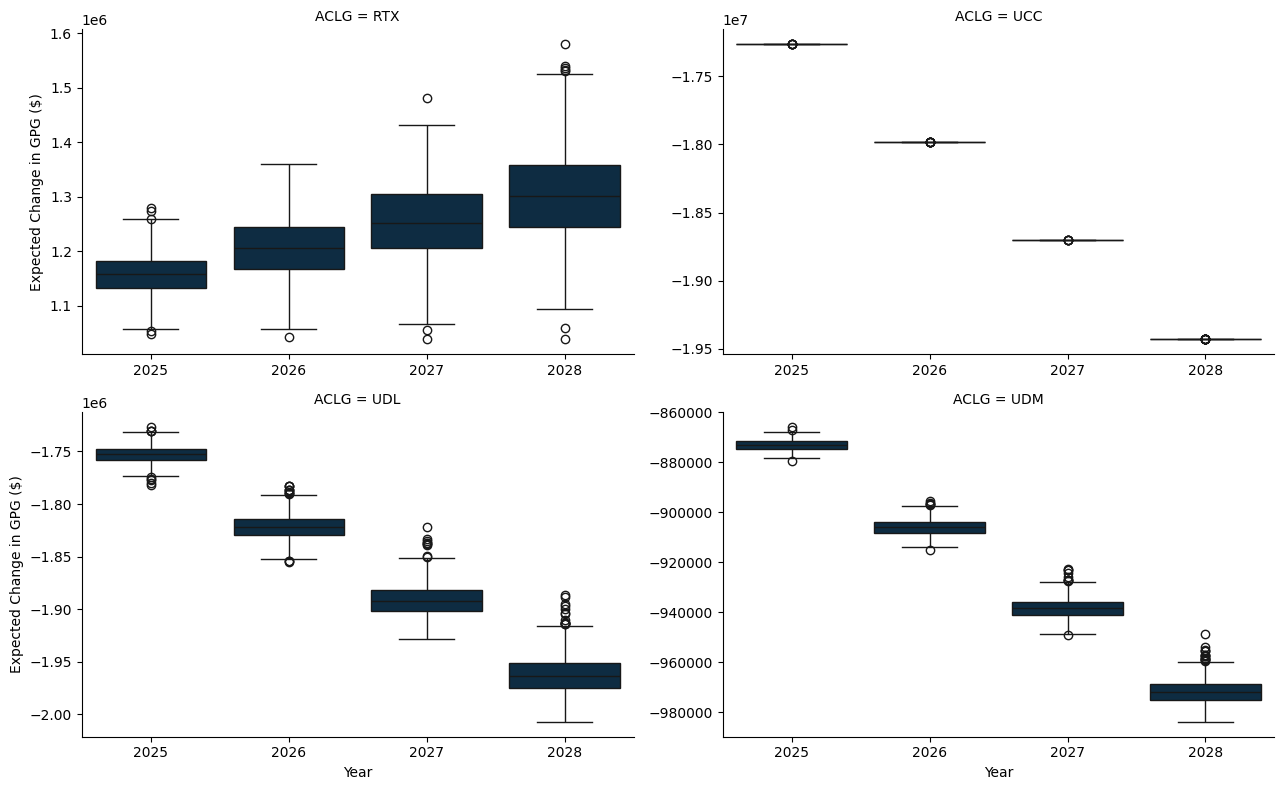 ACLG = RTX
1e6
Expected Change in GPG ($)
1.6
1.5
1.4
1.3
1.2
1.1
2025 2026 2027 2028
ACLG = UCC
1e7
−1.75
−1.80
−1.85
−1.90
−1.95
2025 2026 2027 2028
ACLG = UDL
1e6
Expected Change in GPG ($)
−1.75
−1.80
−1.85
−1.90
−1.95
−2.00
2025 2026 2027 2028
Year
ACLG = UDM
−860000
−880000
−900000
−920000
−940000
−960000
−980000
2025 2026 2027 2028
Year